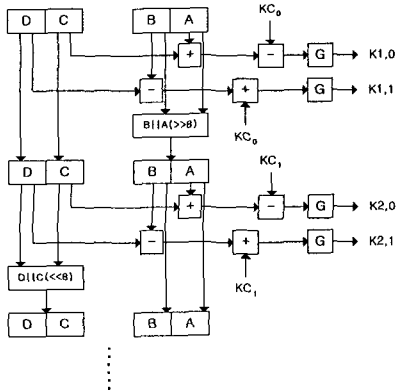 KC₀
D C B A
+ - G K1,0
- + G K1,1
B||A(>>8)
KC₀
KC₁
D C B A
+ - G K2,0
- + G K2,1
D||C(<<8)
KC₁
D C B A